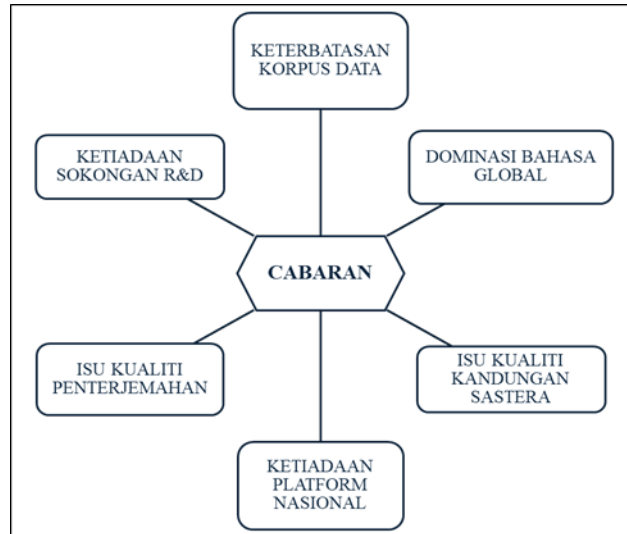 KETERBATASAN
KORPUS DATA
KETIADAAN
SOKONGAN R&D
DOMINASI BAHASA
GLOBAL
CABARAN
ISU KUALITI
PENTERJEMAHAN
ISU KUALITI
KANDUNGAN
SASTERA
KETIADAAN
PLATFORM
NASIONAL